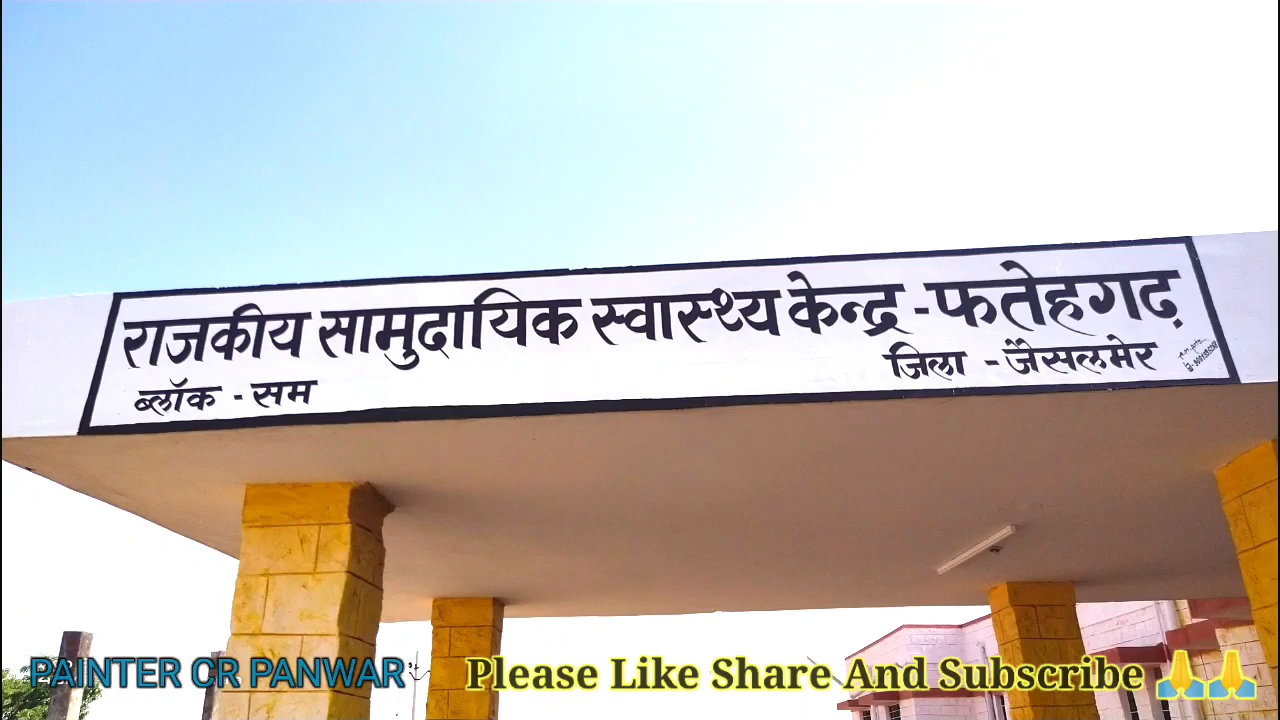 राजकीय सामुदायिक स्वास्थ्य केन्द्र - फतेहगढ़
ब्लॉक - सम
जिला - जैसलमेर
PAINTER CR PANWAR
Please Like Share And Subscribe 🙏🙏